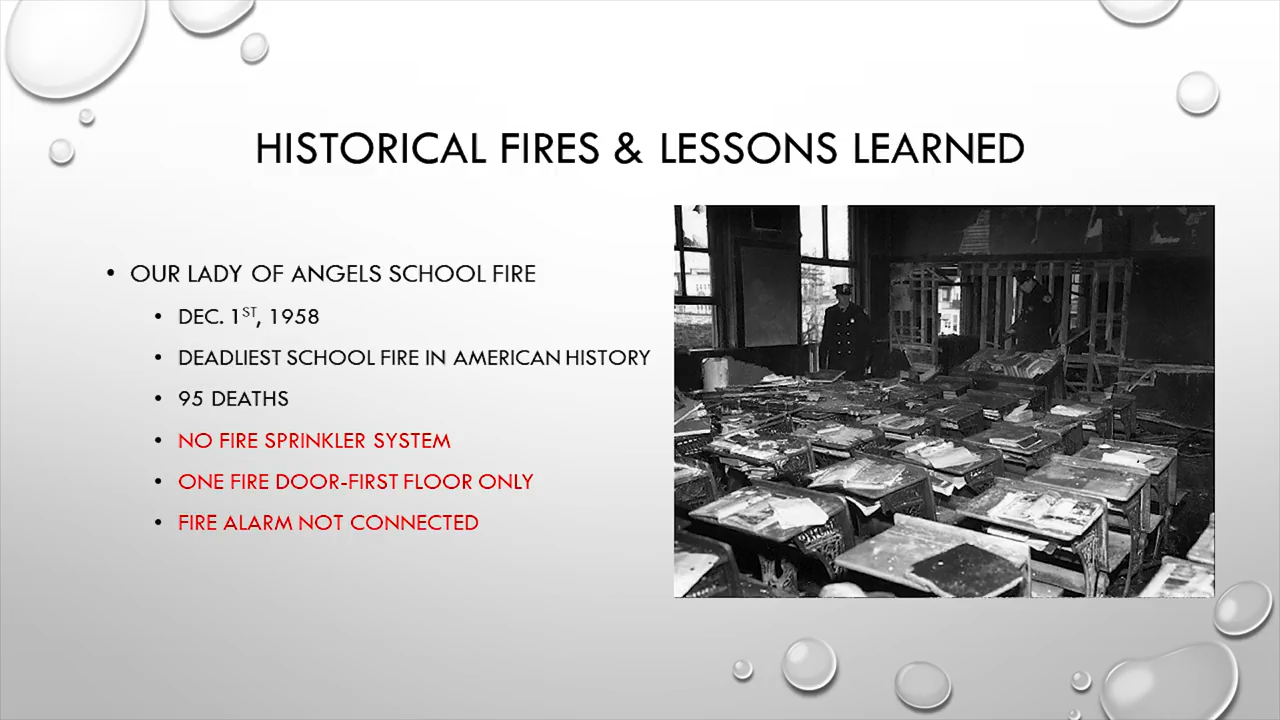 HISTORICAL FIRES & LESSONS LEARNED
• OUR LADY OF ANGELS SCHOOL FIRE
• DEC. 1ST, 1958
• DEADLIEST SCHOOL FIRE IN AMERICAN HISTORY
• 95 DEATHS
• NO FIRE SPRINKLER SYSTEM
• ONE FIRE DOOR-FIRST FLOOR ONLY
• FIRE ALARM NOT CONNECTED